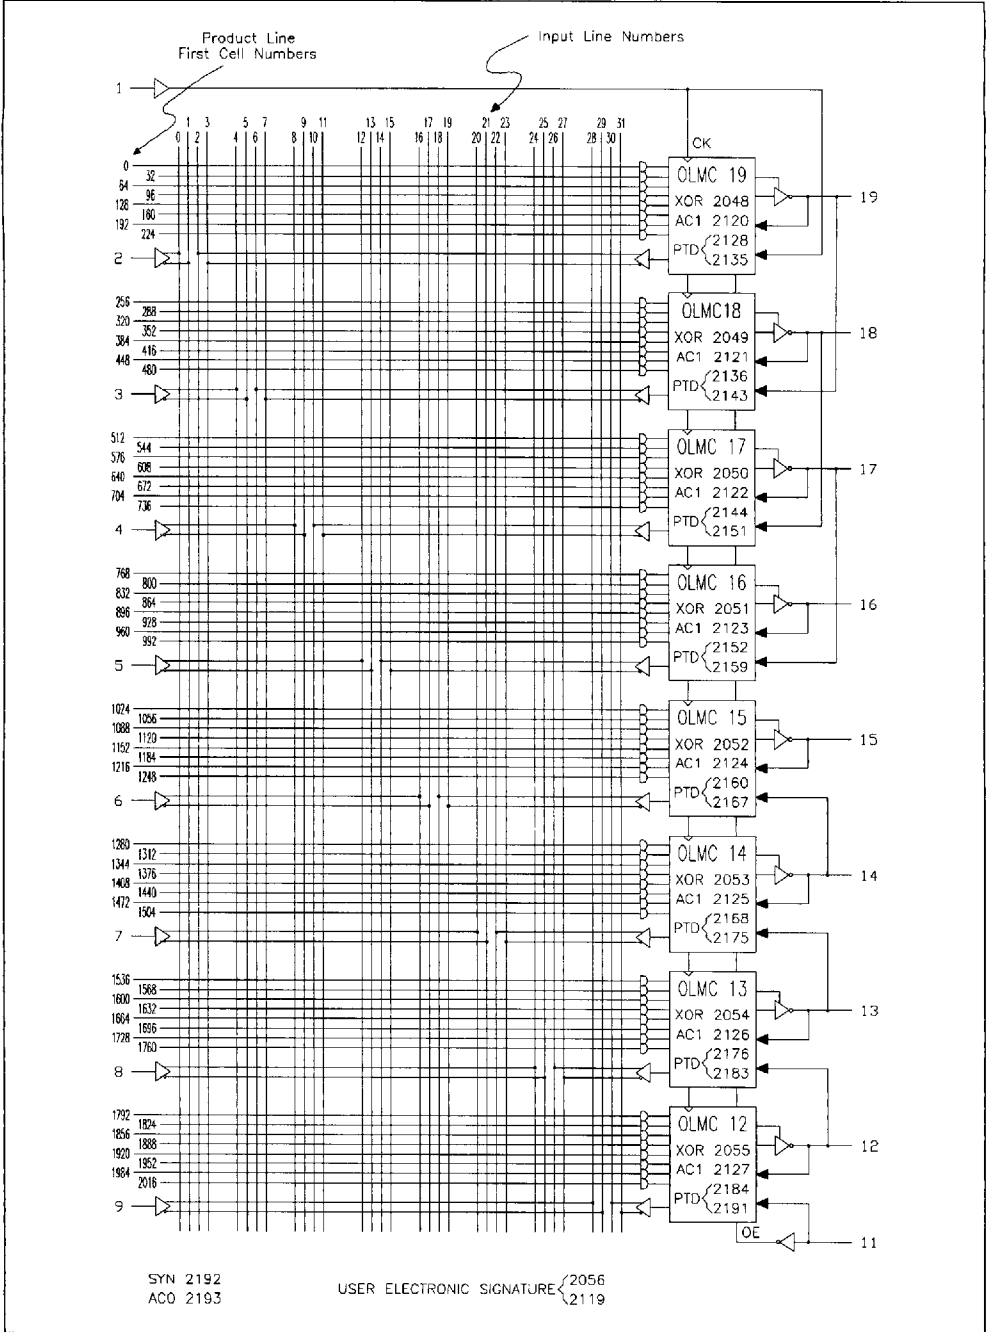 Product Line
First Cell Numbers
Input Line Numbers
1
1 3 5 7 9 11 13 15 17 19 21 23 25 27 29 31
0 2 4 6 8 10 12 14 16 18 20 22 24 26 28 30
CK
0
32
64
96
128
160
192
224
2
OLMC 19
XOR 2048
AC1 2120
PTD 2128
2135
19
256
288
320
352
384
416
448
480
3
OLMC18
XOR 2049
AC1 2121
PTD 2136
2143
18
512
544
576
608
640
672
704
736
4
OLMC 17
XOR 2050
AC1 2122
PTD 2144
2151
17
768
800
832
864
896
928
960
992
5
OLMC 16
XOR 2051
AC1 2123
PTD 2152
2159
16
1024
1056
1088
1120
1152
1184
1216
1248
6
OLMC 15
XOR 2052
AC1 2124
PTD 2160
2167
15
1280
1312
1344
1376
1408
1440
1472
1504
7
OLMC 14
XOR 2053
AC1 2125
PTD 2168
2175
14
1536
1568
1600
1632
1664
1696
1728
1760
8
OLMC 13
XOR 2054
AC1 2126
PTD 2176
2183
13
1792
1824
1856
1888
1920
1952
1984
2016
9
OLMC 12
XOR 2055
AC1 2127
PTD 2184
2191
12
OE
11
SYN 2192
AC0 2193
USER ELECTRONIC SIGNATURE 2056
2119